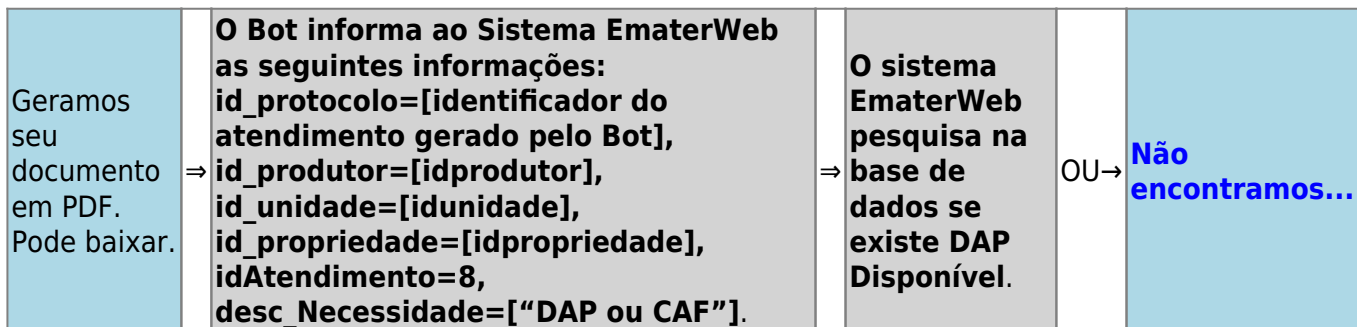 Geramos
seu
documento
em PDF.
Pode baixar.
⇒
O Bot informa ao Sistema EmaterWeb
as seguintes informações:
id_protocolo=[identificador do
atendimento gerado pelo Bot],
id_produtor=[idprodutor],
id_unidade=[idunidade],
id_propriedade=[idpropriedade],
idAtendimento=8,
desc_Necessidade=[“DAP ou CAF”].
⇒
O sistema
EmaterWeb
pesquisa na
base de
dados se
existe DAP
Disponível.
OU→
Não
encontramos...